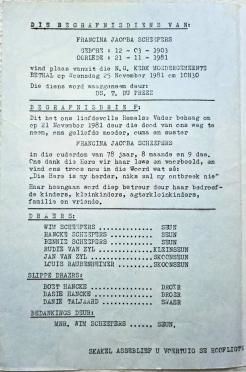 DIE BEGRAFNISDIENS VAN:
FRANCINA JACOBA SCHEEPERS
GEBORE : 12 - 03 - 1903
OORLEDE : 21 - 11 - 1981
vind plaas vanuit die N.G. KERK MOEDERGEMEENTE
BETHAL op Woensdag 25 November 1981 om 10H30
Die diens word waargeneem deur:
DS. T. DU PREEZ
BEGRAFNISBRIEF:
Dit het ons liefdevolle Hemelse Vader behaag
om op 21 November 1981 deur die dood van ons weg te
neem, ons geliefde moeder, ouma en suster
FRANCINA JACOBA SCHEEPERS
in die ouderdom van 78 jaar, 8 maande en 9 dae.
Ons dank die Here vir haar lewe en voorbeeld, en
vind ons troos nou in die Woord wat sê:
"Die Here is my herder, niks sal my ontbreek nie"
Haar heengaan word diep betreur deur haar bedroef-
de kinders, kleinkinders, agterkleinkinders,
familie en vriende.
DRAERS:
WIM SCHEEPERS ............ SEUN
HANCKE SCHEEPERS ............ SEUN
BENNIE SCHEEPERS ............ SEUN
RUDIE VAN ZYL ............ KLEINSEUN
JAN VAN ZYL ............ SKOONSEUN
LOUIS RAUBENHEIMER ............ SKOONSEUN
SLIPPE DRAERS:
BOET HANCKE ............ BROER
BASIE HANCKE ............ BROER
DANIE TALJAARD ............ SWAER
BEDANKINGS DEUR:
MNR. WIM SCHEEPERS ...... SEUN.
SKAKEL ASSEBLIEF U VOERTUIG SE HOOFLIGTE